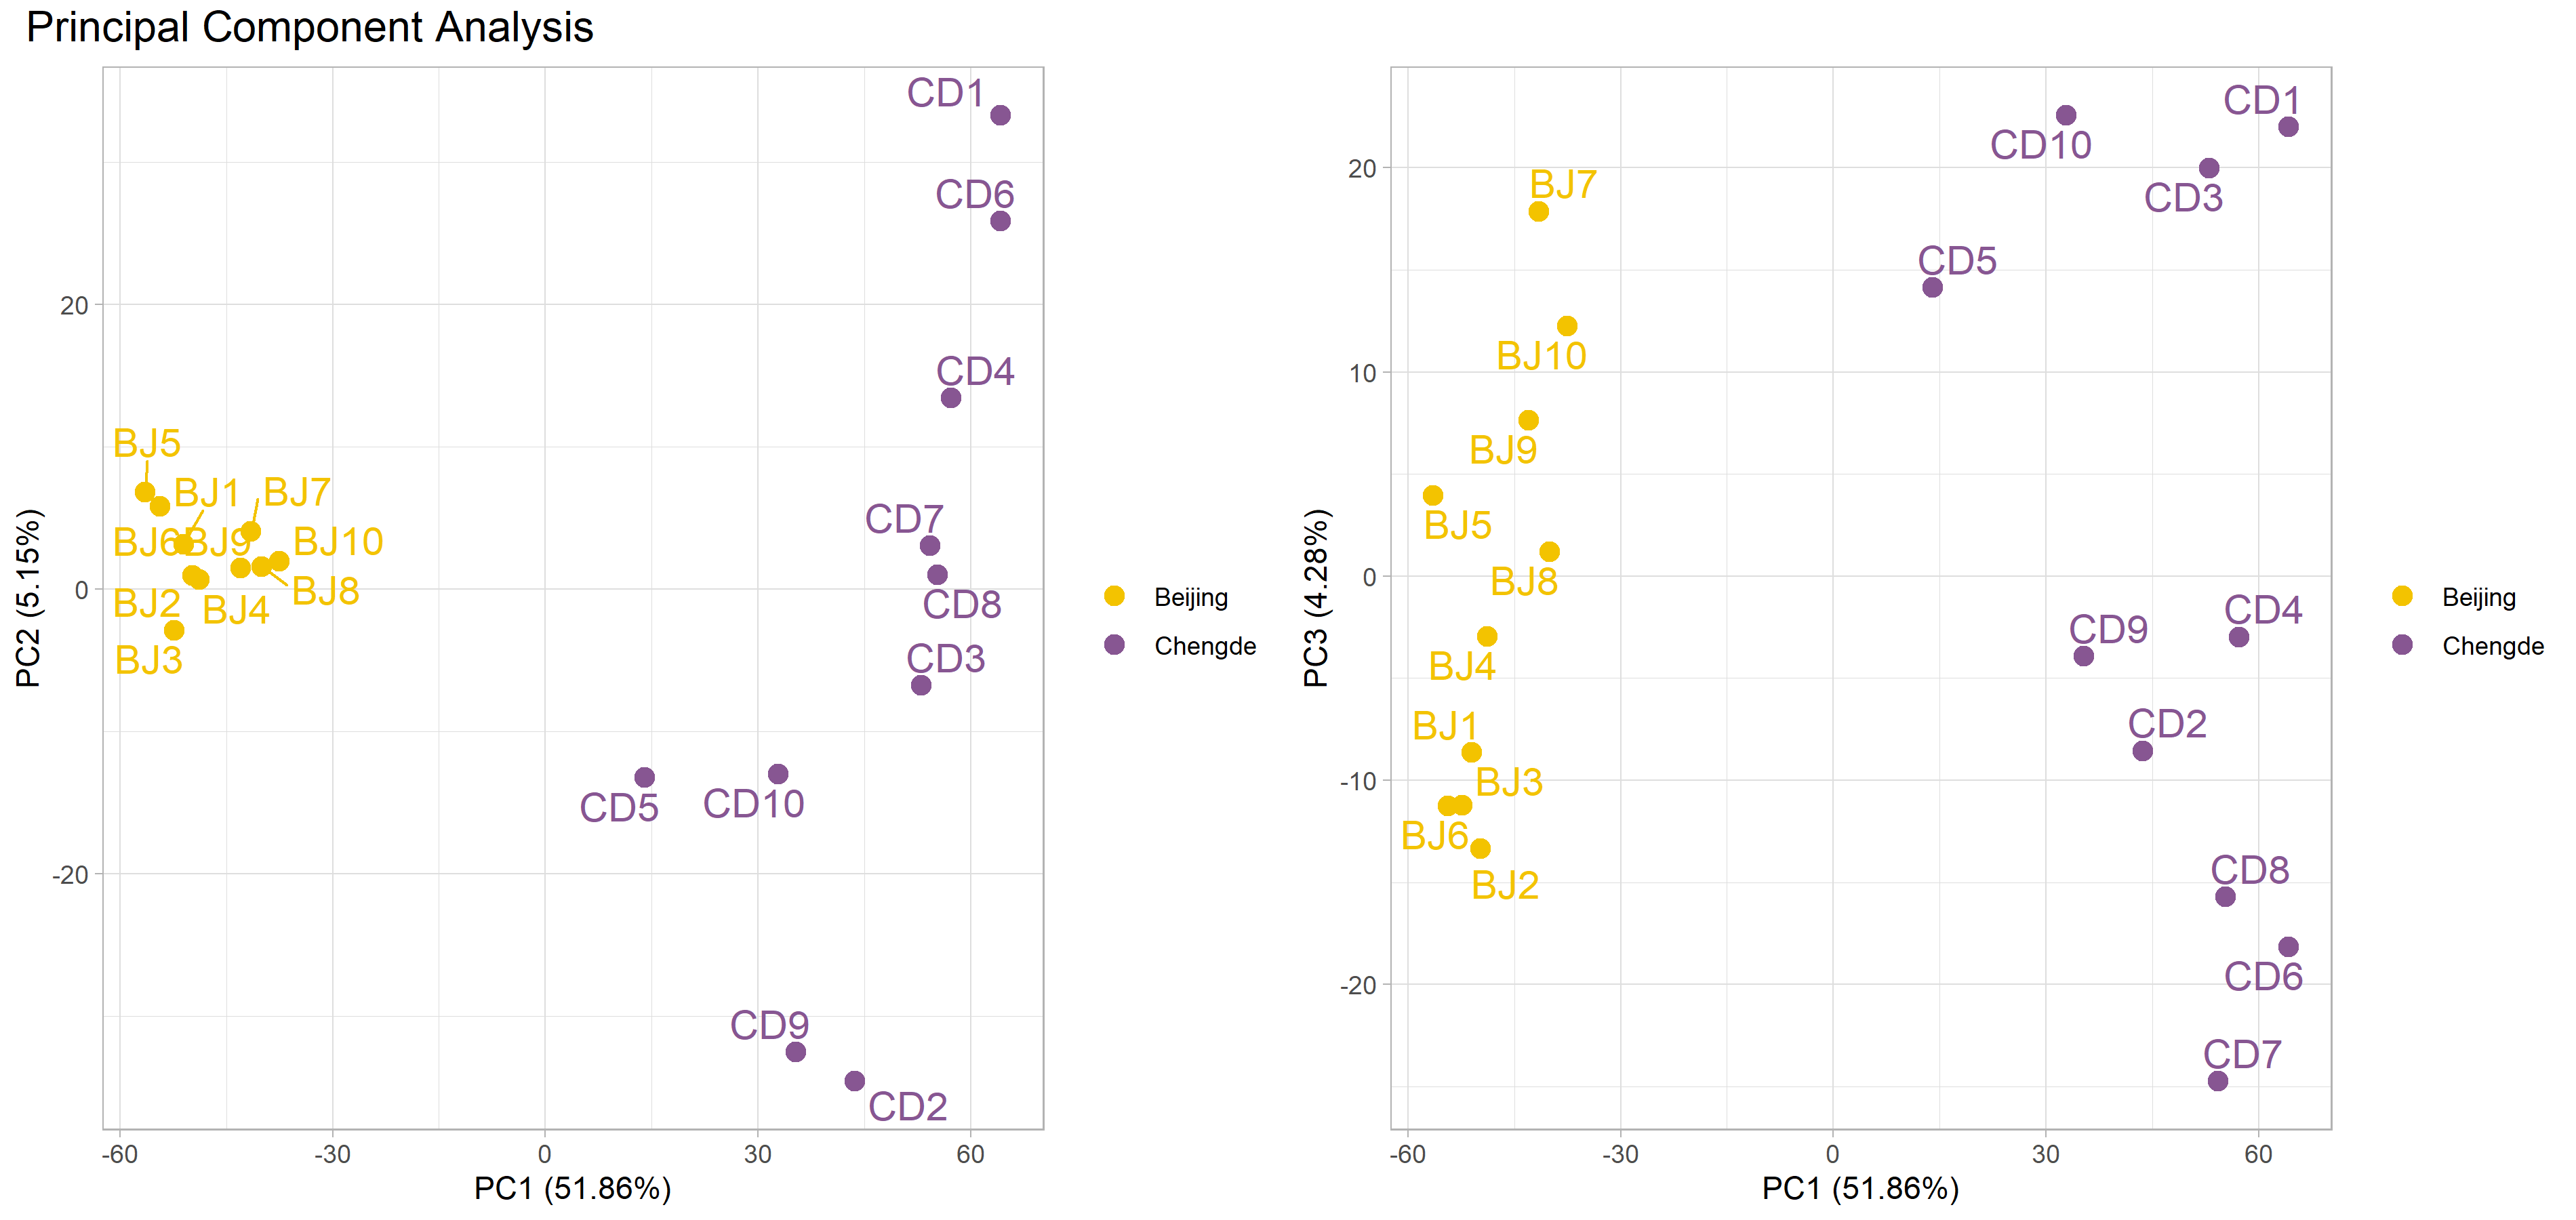 Principal Component Analysis
CD1
CD6
20
CD4
BJ5
BJ1
BJ7
CD7
BJ6
BJ9
BJ10
0
BJ8
CD8
BJ2
BJ4
BJ3
CD3
CD5
CD10
-20
CD9
CD2
-60
-30
0
30
60
PC1 (51.86%)
PC2 (5.15%)
Beijing
Chengde
CD1
CD10
20
BJ7
CD3
CD5
BJ10
10
BJ9
BJ5
0
BJ8
CD4
CD9
BJ4
BJ1
CD2
-10
BJ3
BJ6
CD8
BJ2
-20
CD6
CD7
-60
-30
0
30
60
PC1 (51.86%)
PC3 (4.28%)
Beijing
Chengde